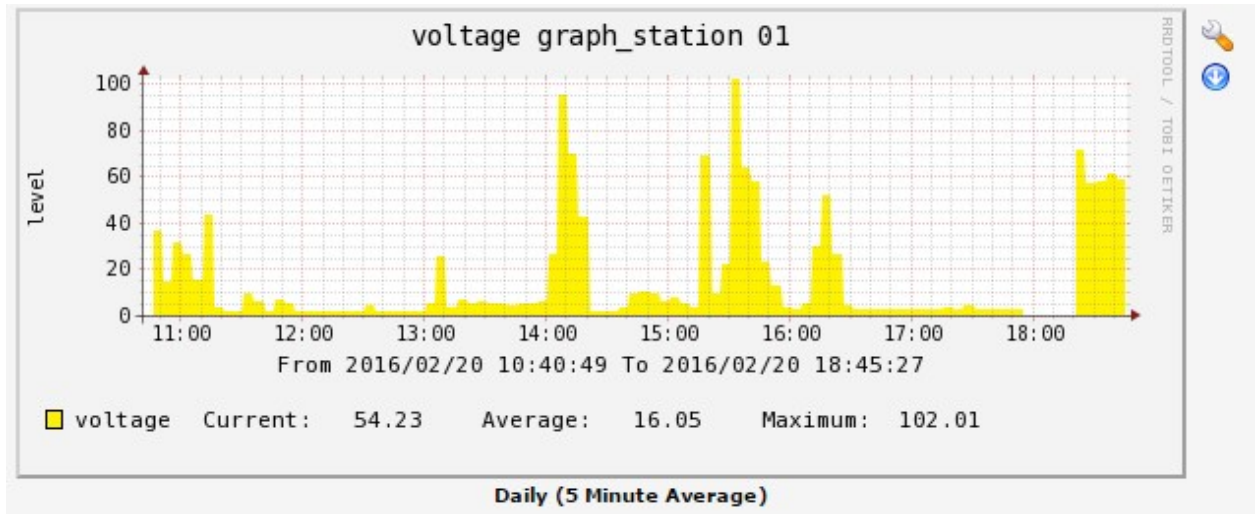 voltage graph_station 01
RRDTOOL / TOBI OETIKER
level
100
80
60
40
20
0
11:00 12:00 13:00 14:00 15:00 16:00 17:00 18:00
From 2016/02/20 10:40:49 To 2016/02/20 18:45:27
voltage Current: 54.23 Average: 16.05 Maximum: 102.01
Daily (5 Minute Average)